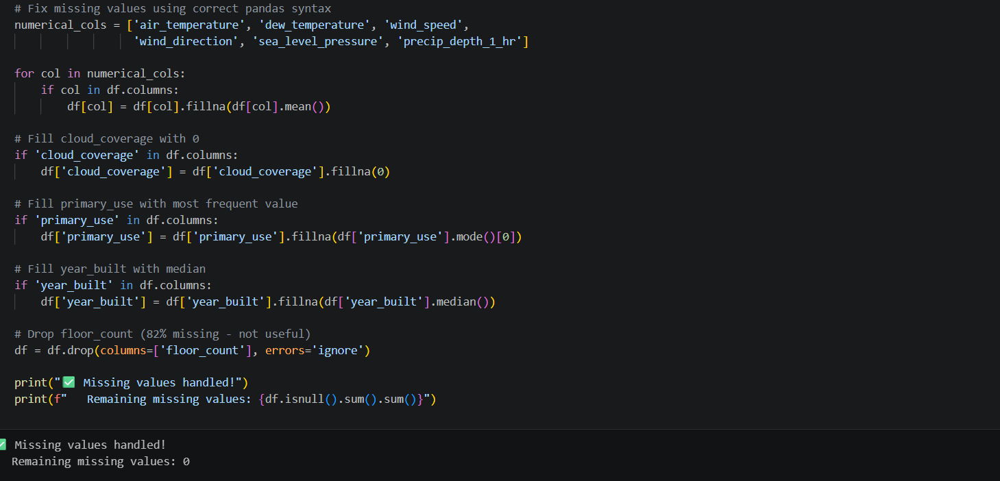 # Fix missing values using correct pandas syntax
numerical_cols = ['air_temperature', 'dew_temperature', 'wind_speed',
                  'wind_direction', 'sea_level_pressure', 'precip_depth_1_hr']

for col in numerical_cols:
    if col in df.columns:
        df[col] = df[col].fillna(df[col].mean())

# Fill cloud_coverage with 0
if 'cloud_coverage' in df.columns:
    df['cloud_coverage'] = df['cloud_coverage'].fillna(0)

# Fill primary_use with most frequent value
if 'primary_use' in df.columns:
    df['primary_use'] = df['primary_use'].fillna(df['primary_use'].mode()[0])

# Fill year_built with median
if 'year_built' in df.columns:
    df['year_built'] = df['year_built'].fillna(df['year_built'].median())

# Drop floor_count (82% missing - not useful)
df = df.drop(columns=['floor_count'], errors='ignore')

print("✅ Missing values handled!")
print(f"   Remaining missing values: {df.isnull().sum().sum()}")

✅ Missing values handled!
   Remaining missing values: 0